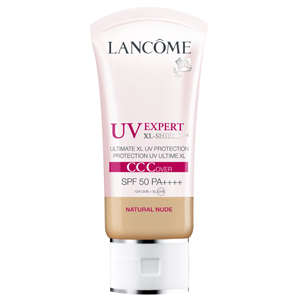 LANCÔME
UV EXPERT
XL-SHIELD
ULTIMATE XL UV PROTECTION
PROTECTION UV ULTIME XL
CCCOVER
SPF 50 PA++++
NATURAL NUDE